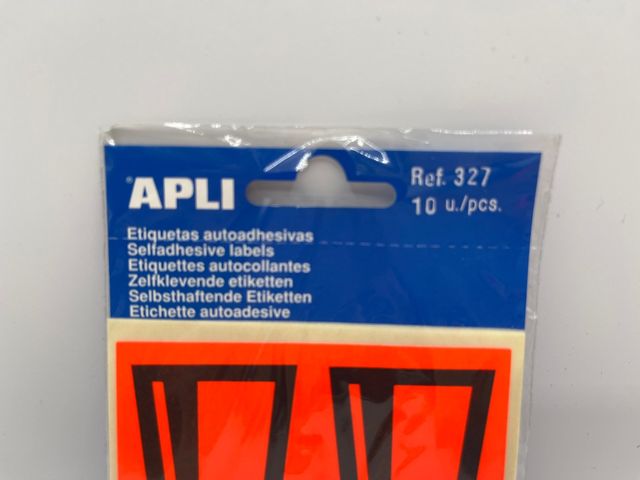 APLI
Ref. 327
10 u./pcs.
Etiquetas autoadhesivas
Selfadhesive labels
Etiquettes autocollantes
Zelfklevende etiketten
Selbsthaftende Etiketten
Etichette autoadesive